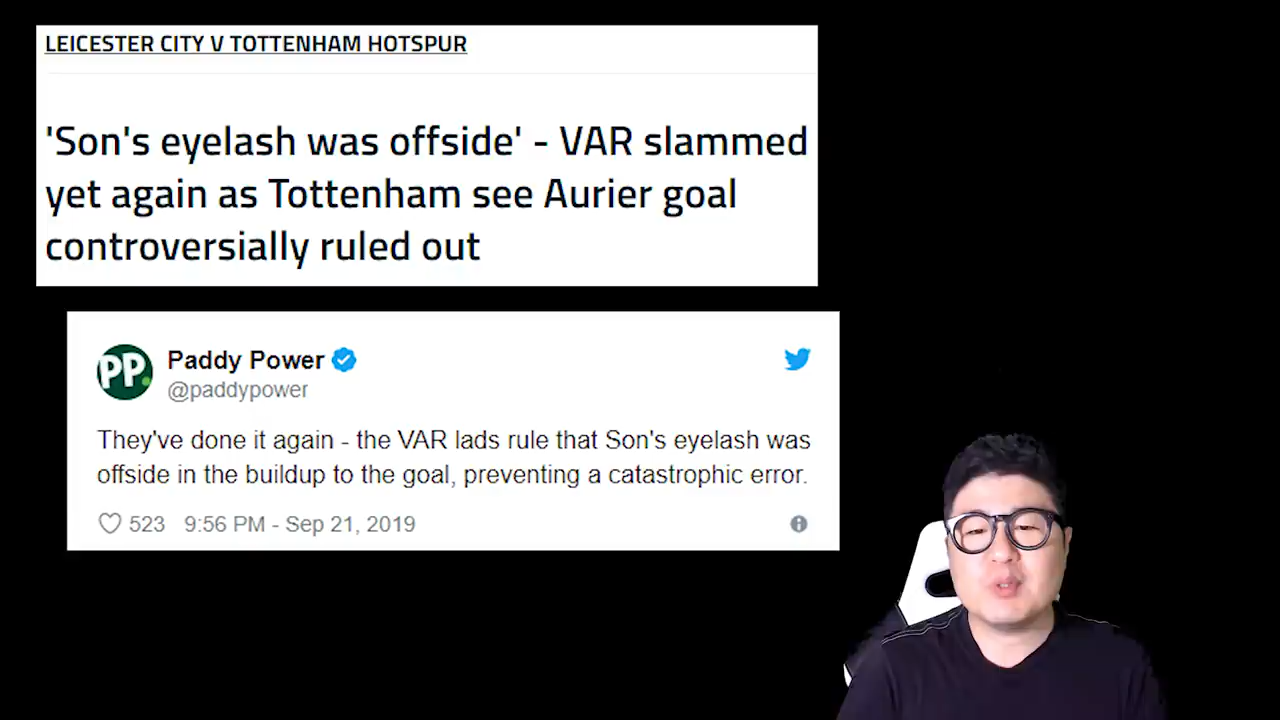 LEICESTER CITY V TOTTENHAM HOTSPUR
'Son's eyelash was offside' - VAR slammed
yet again as Tottenham see Aurier goal
controversially ruled out
PP.
Paddy Power
@paddypower
They've done it again - the VAR lads rule that Son's eyelash was
offside in the buildup to the goal, preventing a catastrophic error.
523 9:56 PM - Sep 21, 2019